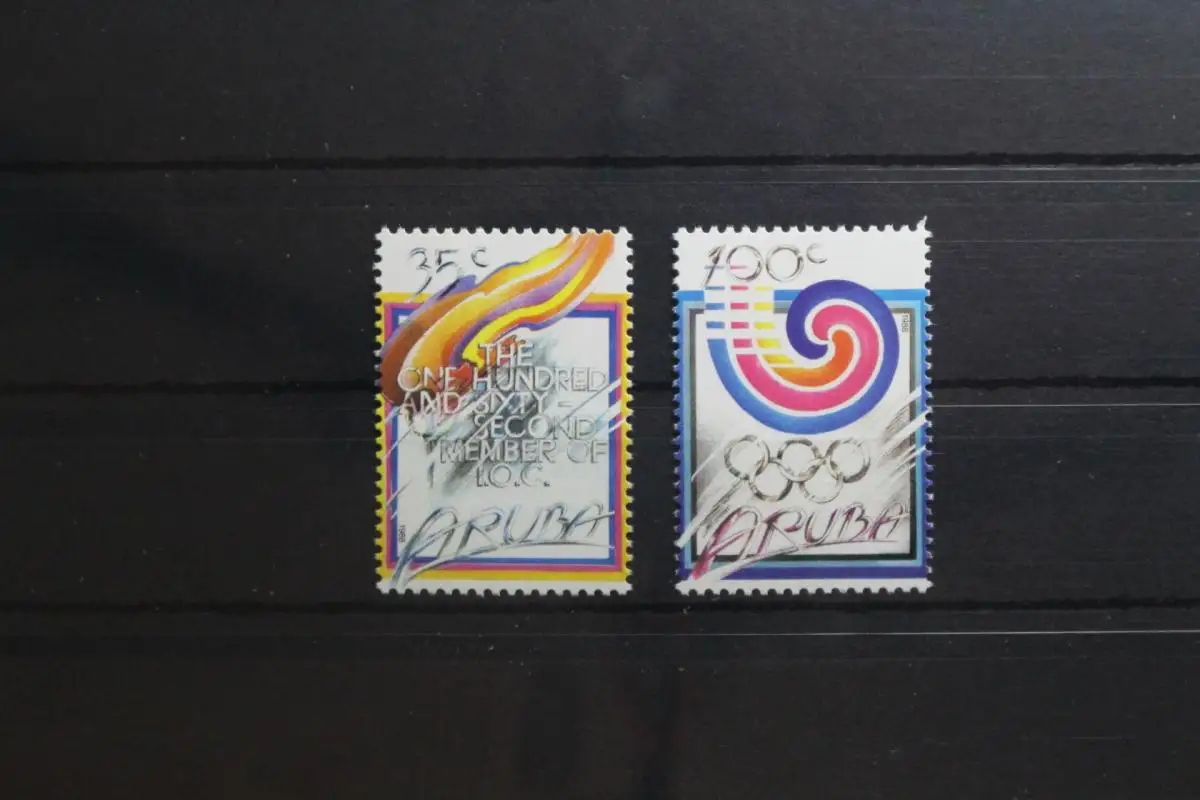 35c
THE
ONE HUNDRED
AND SIXTY-
SECOND
MEMBER OF
I.O.C.
1988
ARUBA
100c
1988
ARUBA